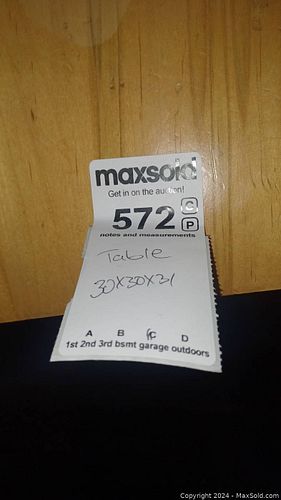 maxsold
Get in on the auction!
572 C
P
notes and measurements
Table
30x30x31
A B C D
1st 2nd 3rd bsmt garage outdoors
Copyright 2024 - MaxSold.com